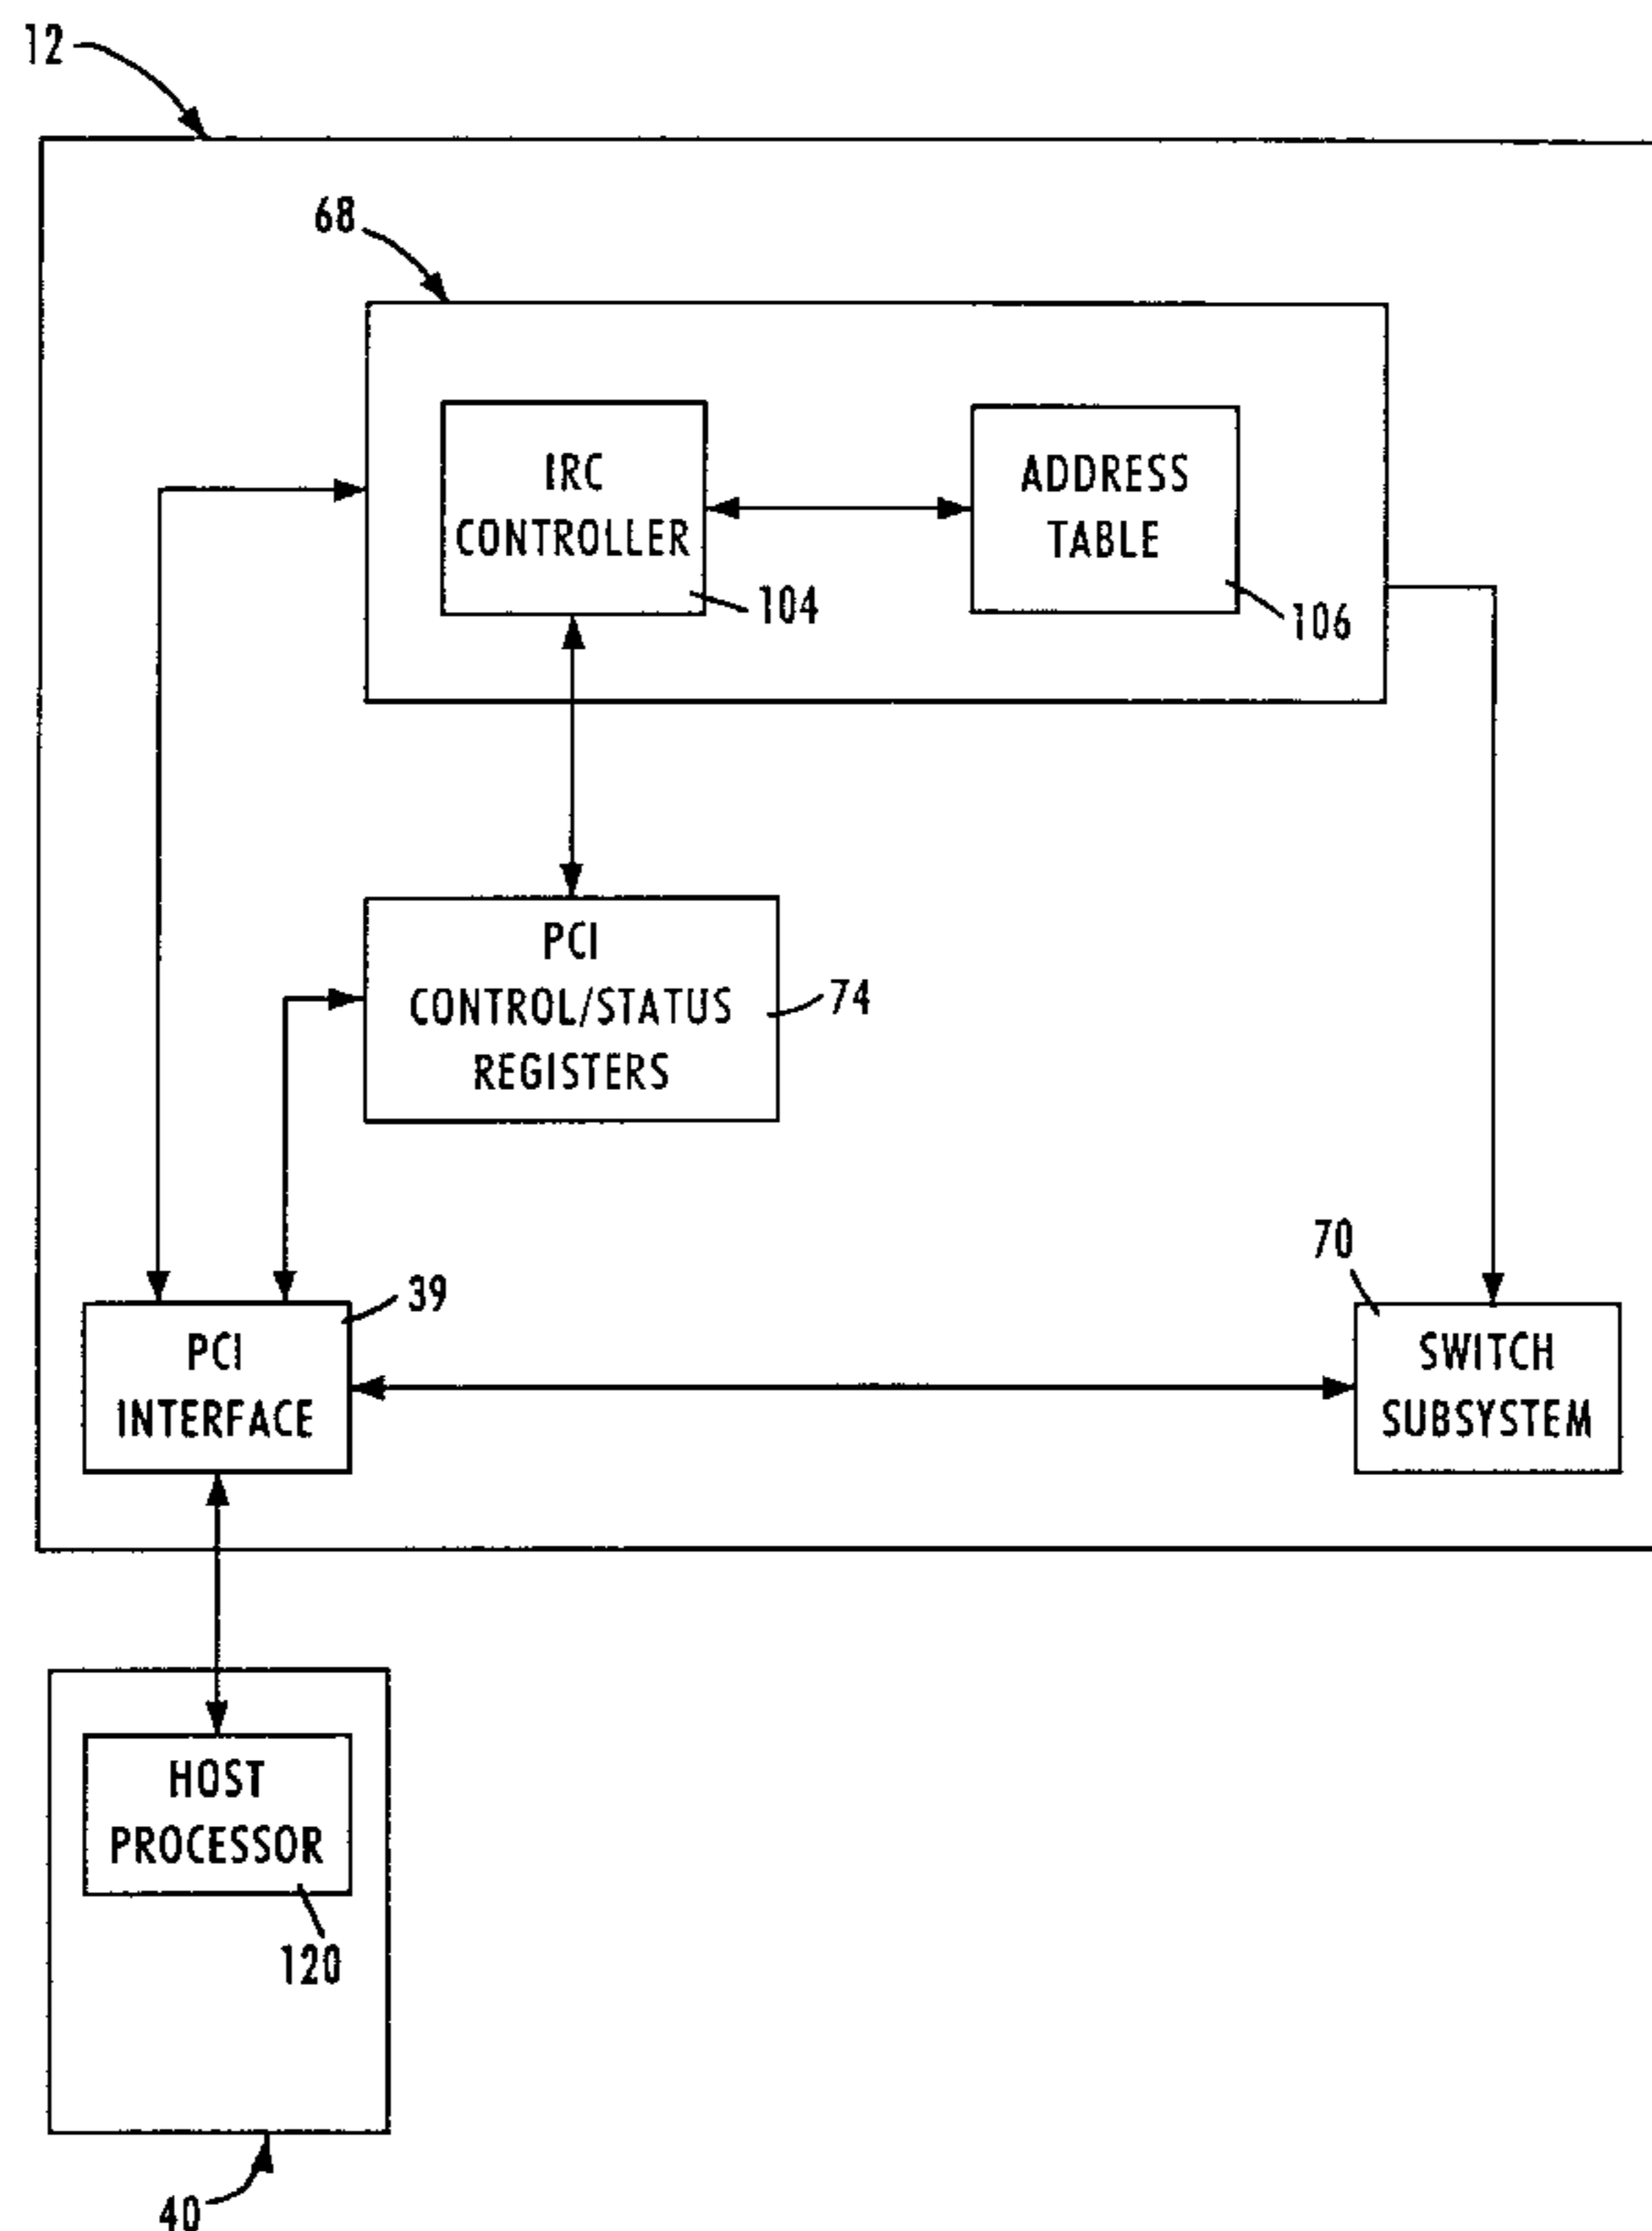 12
68
IRC
CONTROLLER
104
ADDRESS
TABLE
106
PCI
CONTROL/STATUS
REGISTERS
74
39
PCI
INTERFACE
70
SWITCH
SUBSYSTEM
HOST
PROCESSOR
120
40